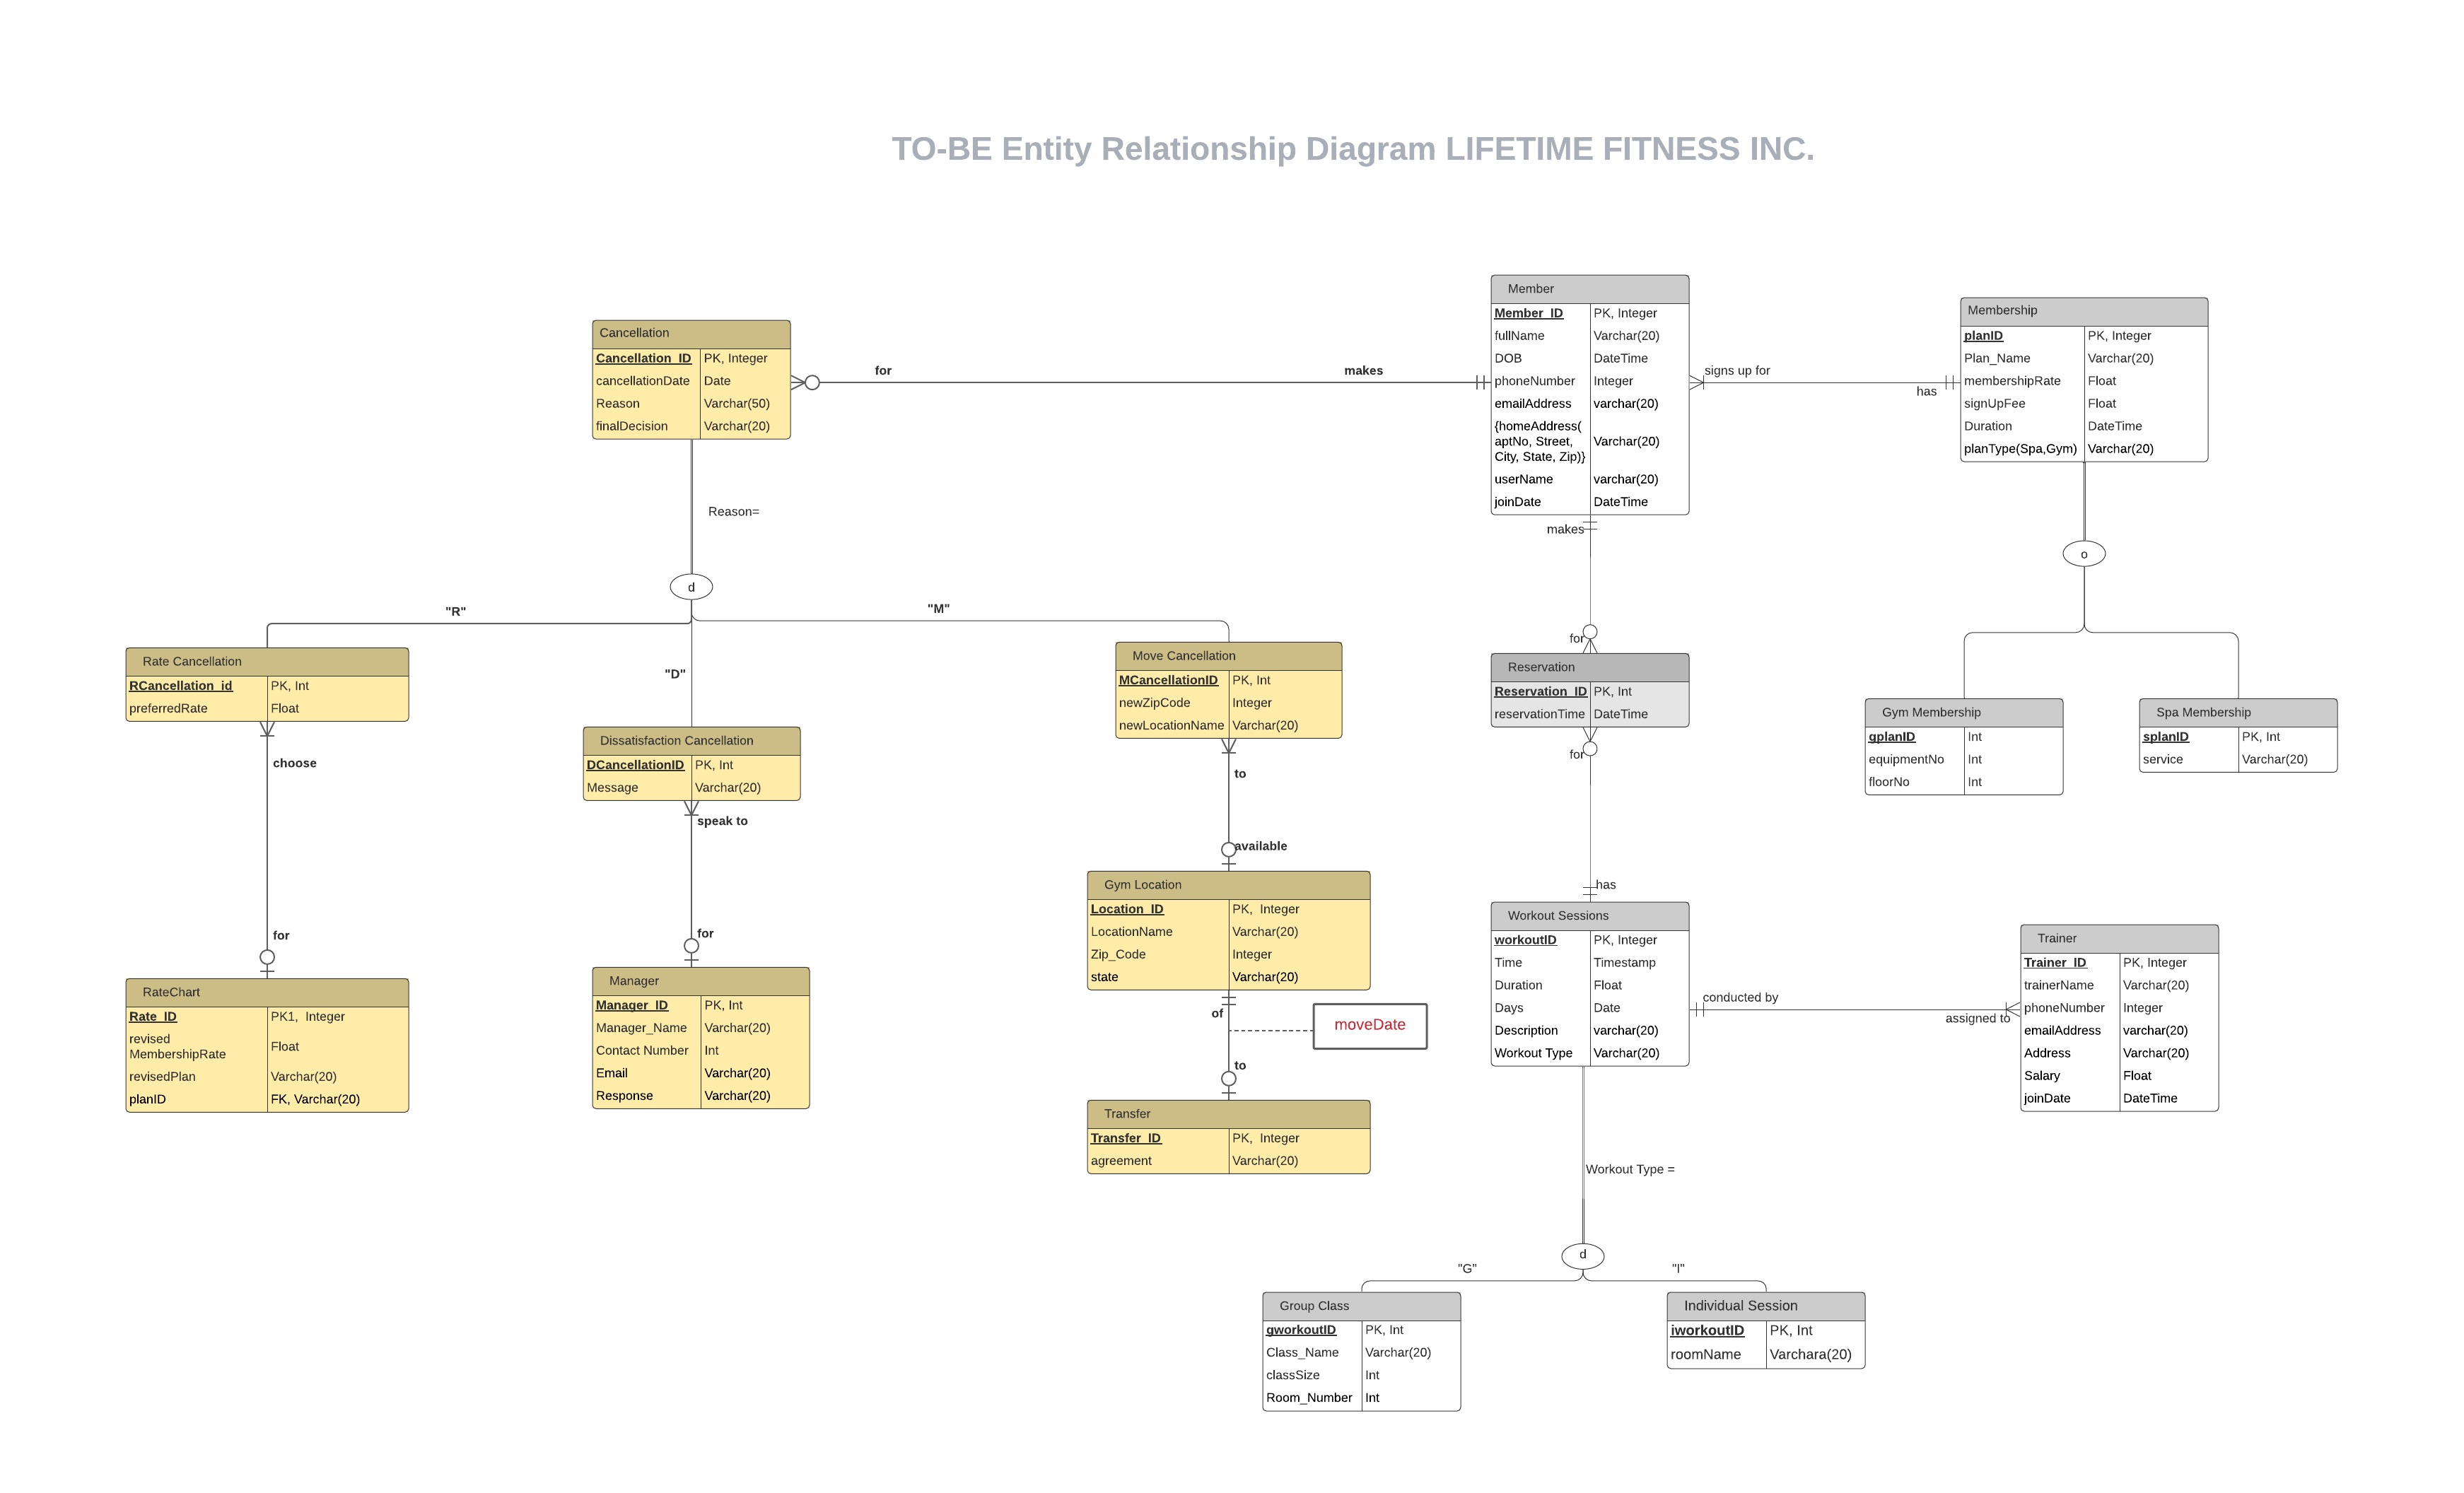 TO-BE Entity Relationship Diagram LIFETIME FITNESS INC.
Cancellation
Cancellation_ID PK, Integer
cancellationDate Date
Reason Varchar(50)
finalDecision Varchar(20)
for
makes
Member
Member_ID PK, Integer
fullName Varchar(20)
DOB DateTime
phoneNumber Integer
emailAddress varchar(20)
{homeAddress(
aptNo, Street, Varchar(20)
City, State, Zip)}
userName varchar(20)
joinDate DateTime
signs up for
has
Membership
planID PK, Integer
Plan_Name Varchar(20)
membershipRate Float
signUpFee Float
Duration DateTime
planType(Spa,Gym) Varchar(20)
Reason=
d
"R"
"D"
"M"
makes
for
o
Rate Cancellation
RCancellation_id PK, Int
preferredRate Float
choose
for
RateChart
Rate_ID PK1, Integer
revised
MembershipRate Float
revisedPlan Varchar(20)
planID FK, Varchar(20)
Dissatisfaction Cancellation
DCancellationID PK, Int
Message Varchar(20)
speak to
for
Manager
Manager_ID PK, Int
Manager_Name Varchar(20)
Contact Number Int
Email Varchar(20)
Response Varchar(20)
Move Cancellation
MCancellationID PK, Int
newZipCode Integer
newLocationName Varchar(20)
to
available
Gym Location
Location_ID PK, Integer
LocationName Varchar(20)
Zip_Code Integer
state Varchar(20)
of
moveDate
to
Transfer
Transfer_ID PK, Integer
agreement Varchar(20)
Reservation
Reservation_ID PK, Int
reservationTime DateTime
for
has
Gym Membership
gplanID Int
equipmentNo Int
floorNo Int
Spa Membership
splanID PK, Int
service Varchar(20)
Workout Sessions
workoutID PK, Integer
Time Timestamp
Duration Float
Days Date
Description varchar(20)
Workout Type Varchar(20)
conducted by
assigned to
Trainer
Trainer_ID PK, Integer
trainerName Varchar(20)
phoneNumber Integer
emailAddress varchar(20)
Address Varchar(20)
Salary Float
joinDate DateTime
Workout Type =
d
"G"
"I"
Group Class
gworkoutID PK, Int
Class_Name Varchar(20)
classSize Int
Room_Number Int
Individual Session
iworkoutID PK, Int
roomName Varchara(20)